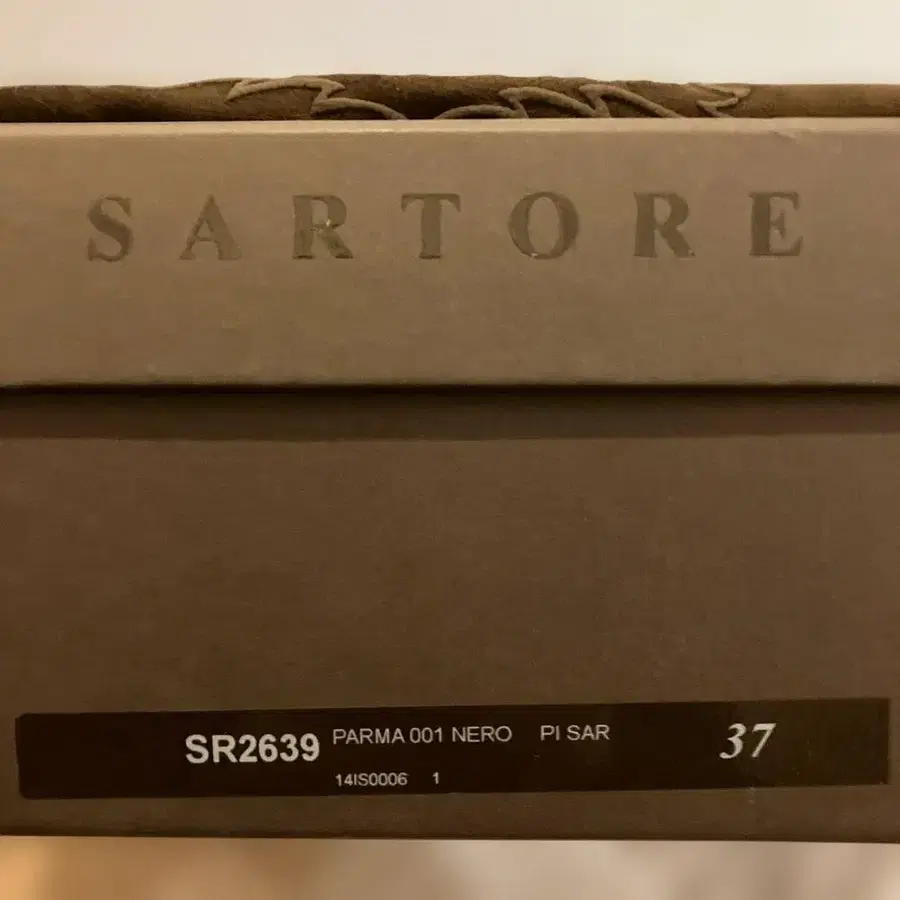 SARTORE
SR2639 PARMA 001 NERO PI SAR 37
14IS0006 1